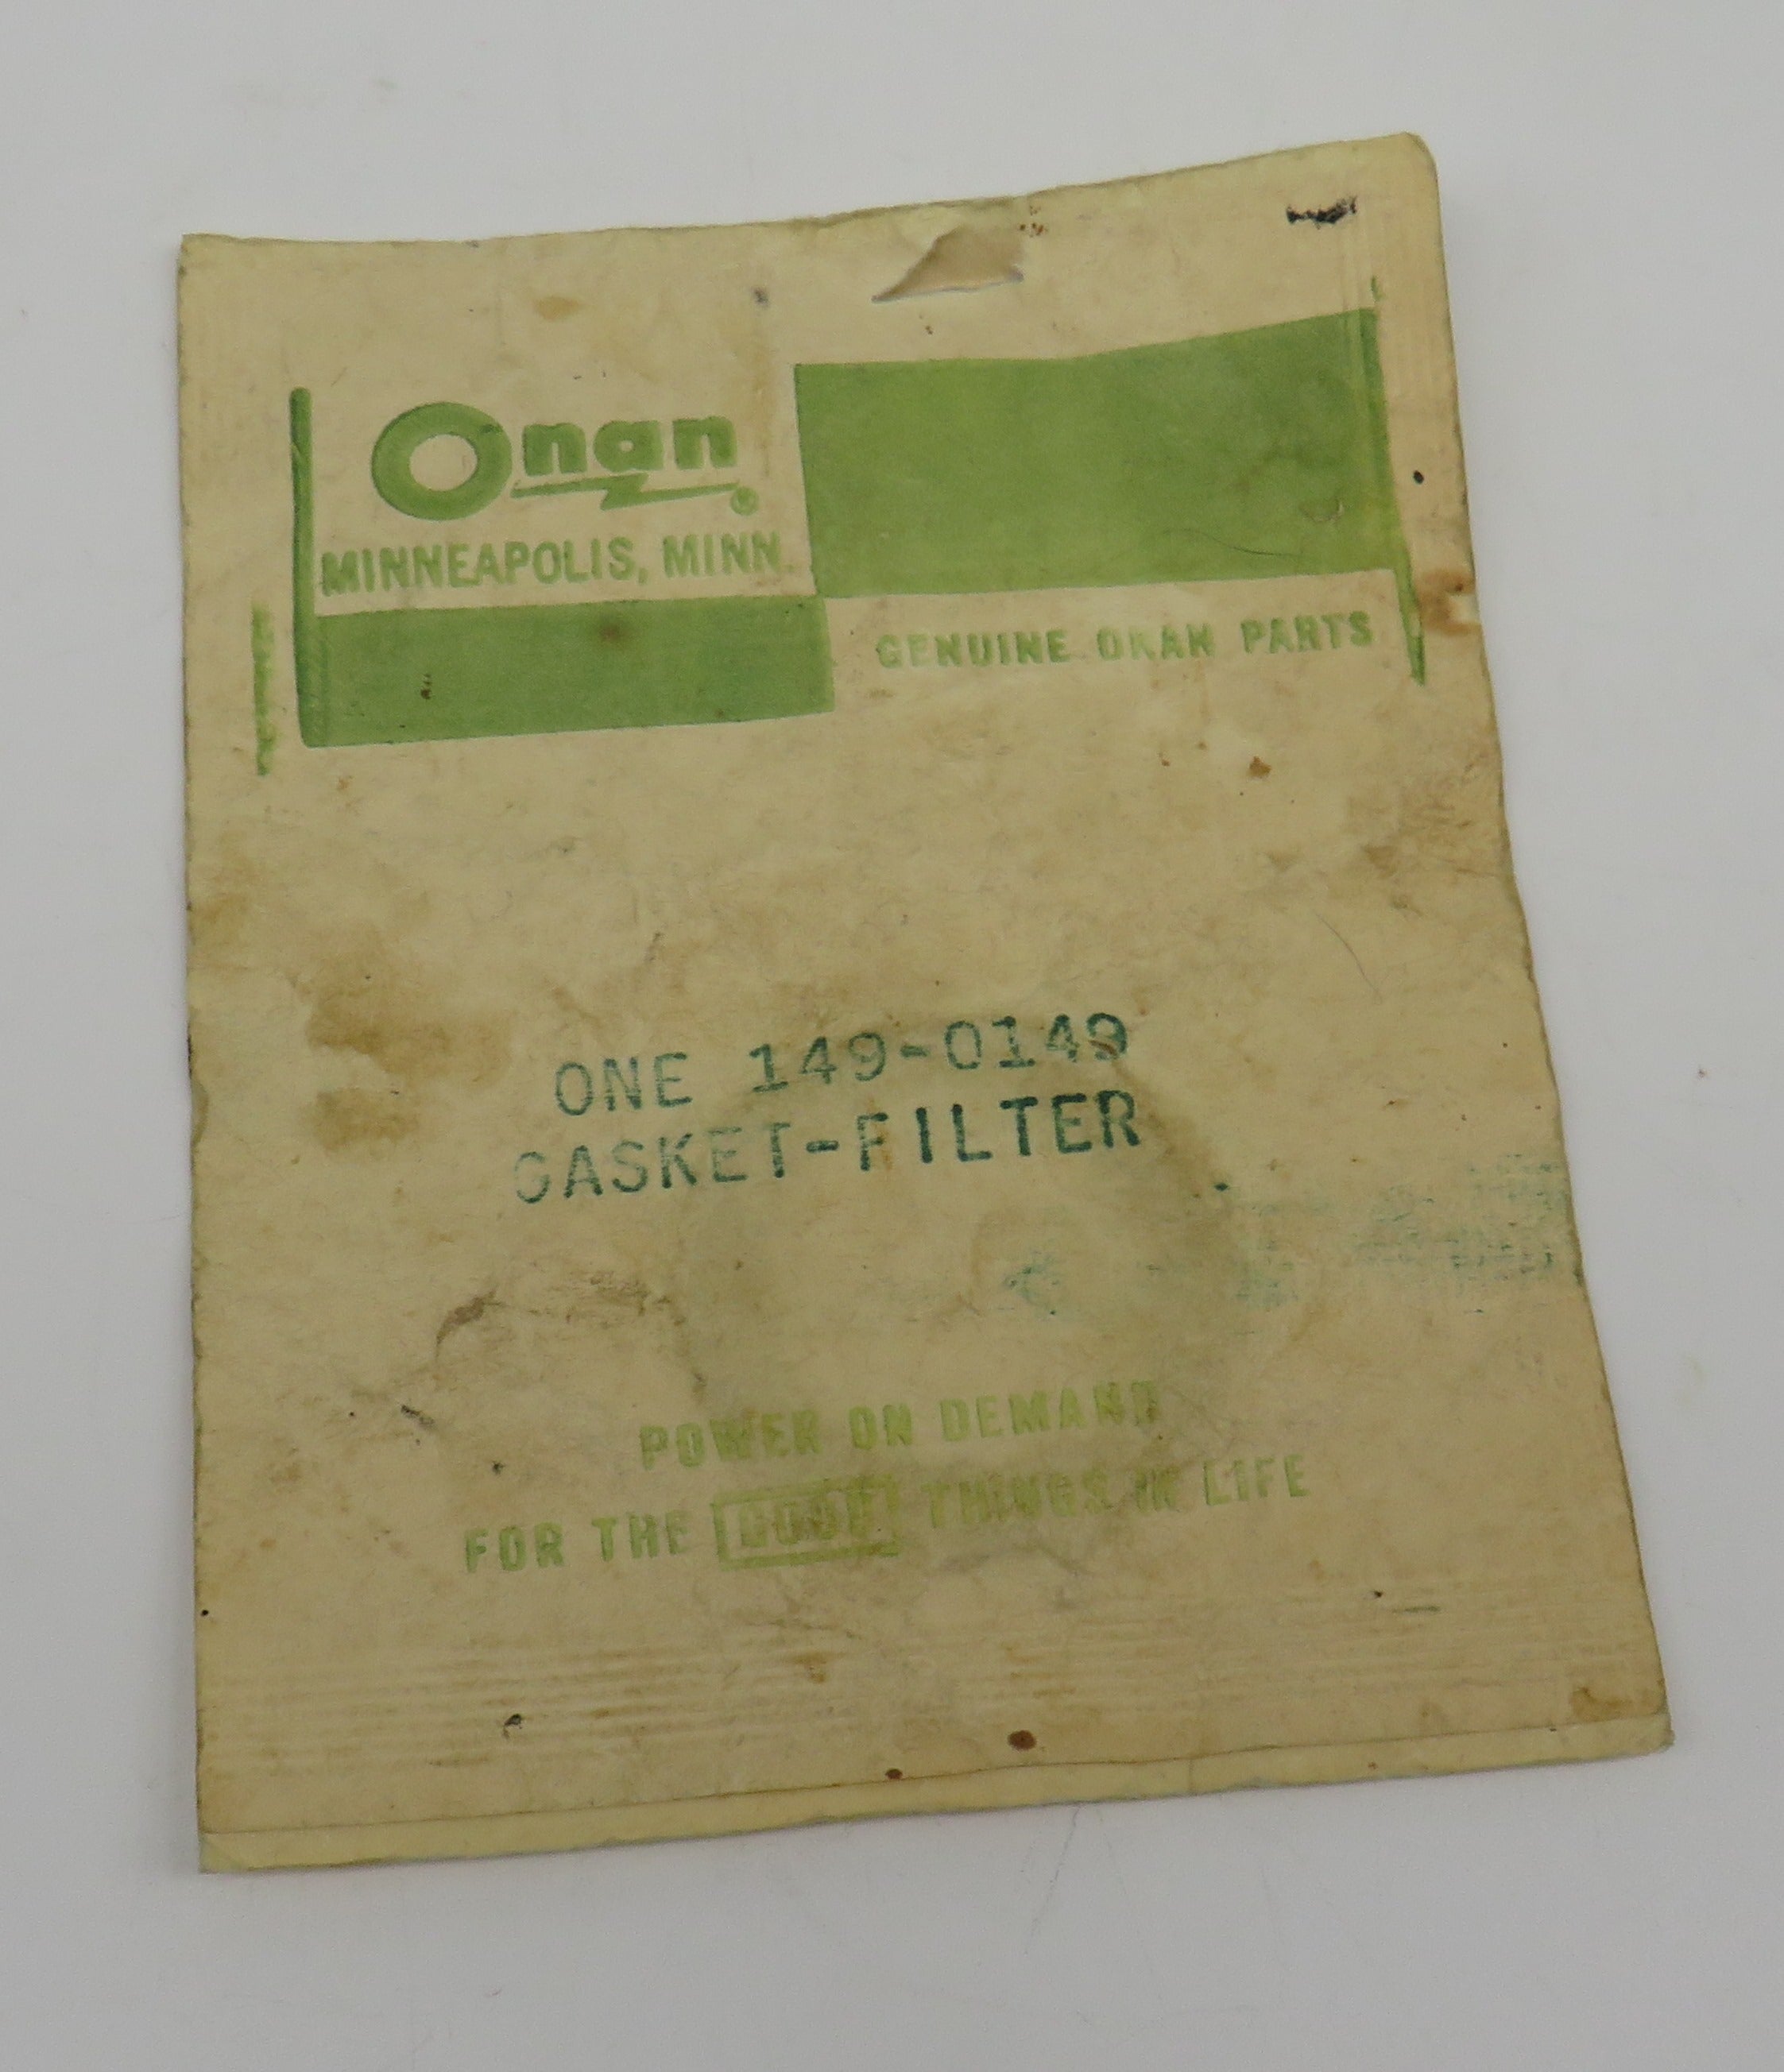 Onan®
MINNEAPOLIS, MINN.
GENUINE ONAN PARTS
ONE 149-0149
GASKET-FILTER
POWER ON DEMAND
FOR THE GOOD THINGS IN LIFE